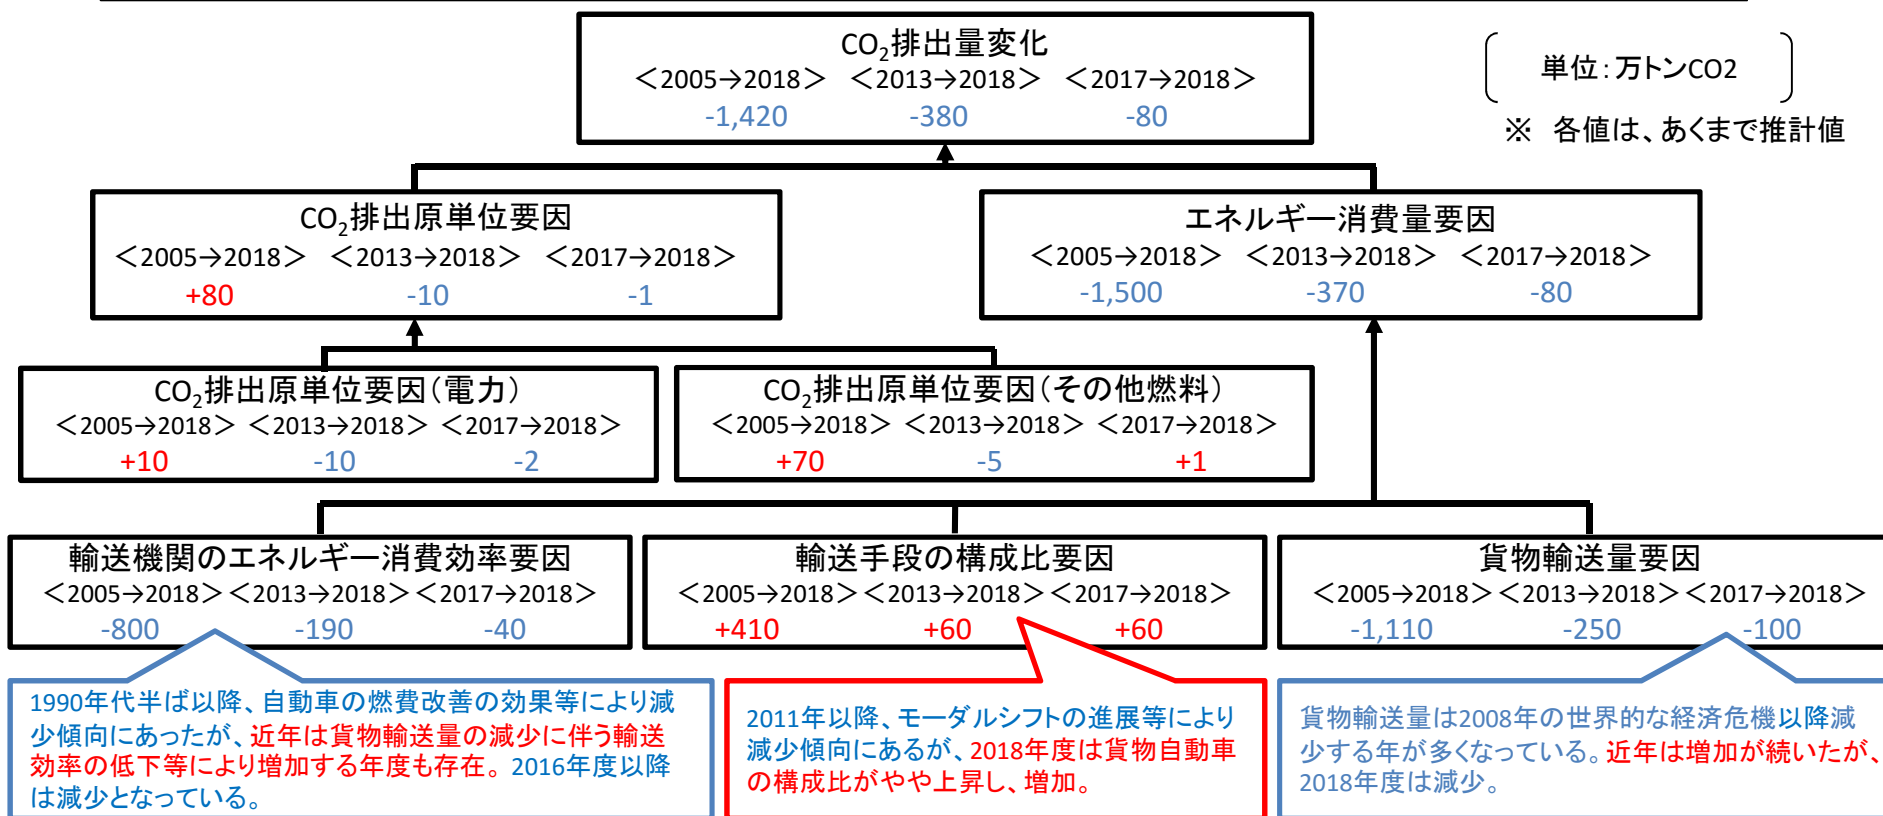 CO2排出量変化
＜2005→2018＞ ＜2013→2018＞ ＜2017→2018＞
-1,420 -380 -80
単位：万トンCO2
※ 各値は、あくまで推計値
CO2排出原単位要因
＜2005→2018＞ ＜2013→2018＞ ＜2017→2018＞
+80 -10 -1
エネルギー消費量要因
＜2005→2018＞ ＜2013→2018＞ ＜2017→2018＞
-1,500 -370 -80
CO2排出原単位要因（電力）
＜2005→2018＞ ＜2013→2018＞ ＜2017→2018＞
+10 -10 -2
CO2排出原単位要因（その他燃料）
＜2005→2018＞ ＜2013→2018＞ ＜2017→2018＞
+70 -5 +1
輸送機関のエネルギー消費効率要因
＜2005→2018＞ ＜2013→2018＞ ＜2017→2018＞
-800 -190 -40
輸送手段の構成比要因
＜2005→2018＞ ＜2013→2018＞ ＜2017→2018＞
+410 +60 +60
貨物輸送量要因
＜2005→2018＞ ＜2013→2018＞ ＜2017→2018＞
-1,110 -250 -100
1990年代半ば以降、自動車の燃費改善の効果等により減
少傾向にあったが、近年は貨物輸送量の減少に伴う輸送
効率の低下等により増加する年度も存在。2016年度以降
は減少となっている。
2011年以降、モーダルシフトの進展等により
減少傾向にあるが、2018年度は貨物自動車
の構成比がやや上昇し、増加。
貨物輸送量は2008年の世界的な経済危機以降減
少する年が多くなっている。近年は増加が続いたが、
2018年度は減少。